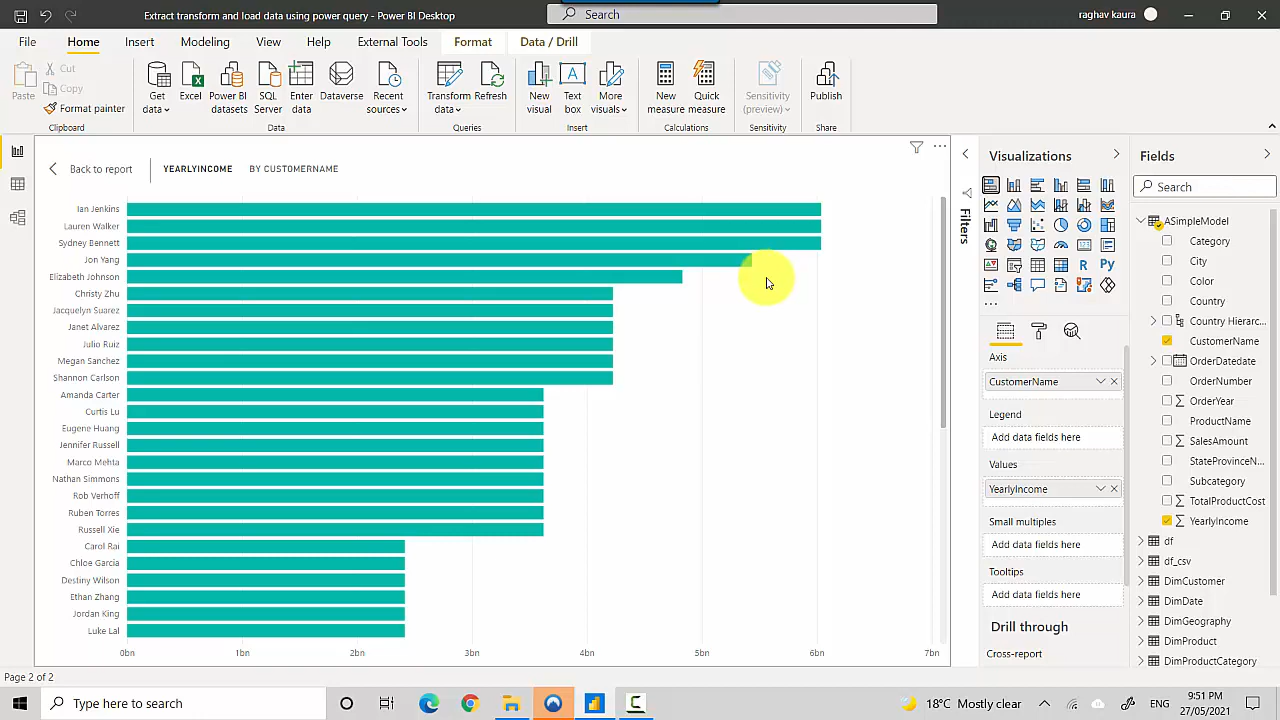 Extract transform and load data using power query - Power BI Desktop
Search
raghav kaura
File
Home
Insert
Modeling
View
Help
External Tools
Format
Data / Drill
Paste
Cut
Copy
Format painter
Clipboard
Get data
Excel
Power BI datasets
SQL Server
Enter data
Dataverse
Recent sources
Data
Transform data
Refresh
Queries
New visual
Text box
More visuals
Insert
New measure
Quick measure
Calculations
Sensitivity (preview)
Sensitivity
Publish
Share
Back to report
YEARLYINCOME
BY CUSTOMERNAME
Ian Jenkins
Lauren Walker
Sydney Bennett
Jon Yang
Elizabeth Johnson
Christy Zhu
Jacquelyn Suarez
Janet Alvarez
Julio Ruiz
Megan Sanchez
Shannon Carlson
Amanda Carter
Curtis Lu
Eugene Huang
Jennifer Russell
Marco Mehta
Nathan Simmons
Rob Verhoff
Ruben Torres
Russell Xie
Carol Rai
Chloe Garcia
Destiny Wilson
Ethan Zhang
Jordan King
Luke Lal
0bn 1bn 2bn 3bn 4bn 5bn 6bn 7bn
Filters
Visualizations
R
Py
Axis
CustomerName
Legend
Add data fields here
Values
YearlyIncome
Small multiples
Add data fields here
Tooltips
Add data fields here
Drill through
Cross-report
Fields
Search
ASimpleModel
Category
City
Color
Country
Country Hierarc...
CustomerName
OrderDatedate
OrderNumber
OrderYear
ProductName
SalesAmount
StateProvinceN...
Subcategory
TotalProductCost
YearlyIncome
df
df_csv
DimCustomer
DimDate
DimGeography
DimProduct
DimProductCategory
Page 2 of 2
Type here to search
18°C Mostly clear
ENG
9:51 PM
27/05/2021